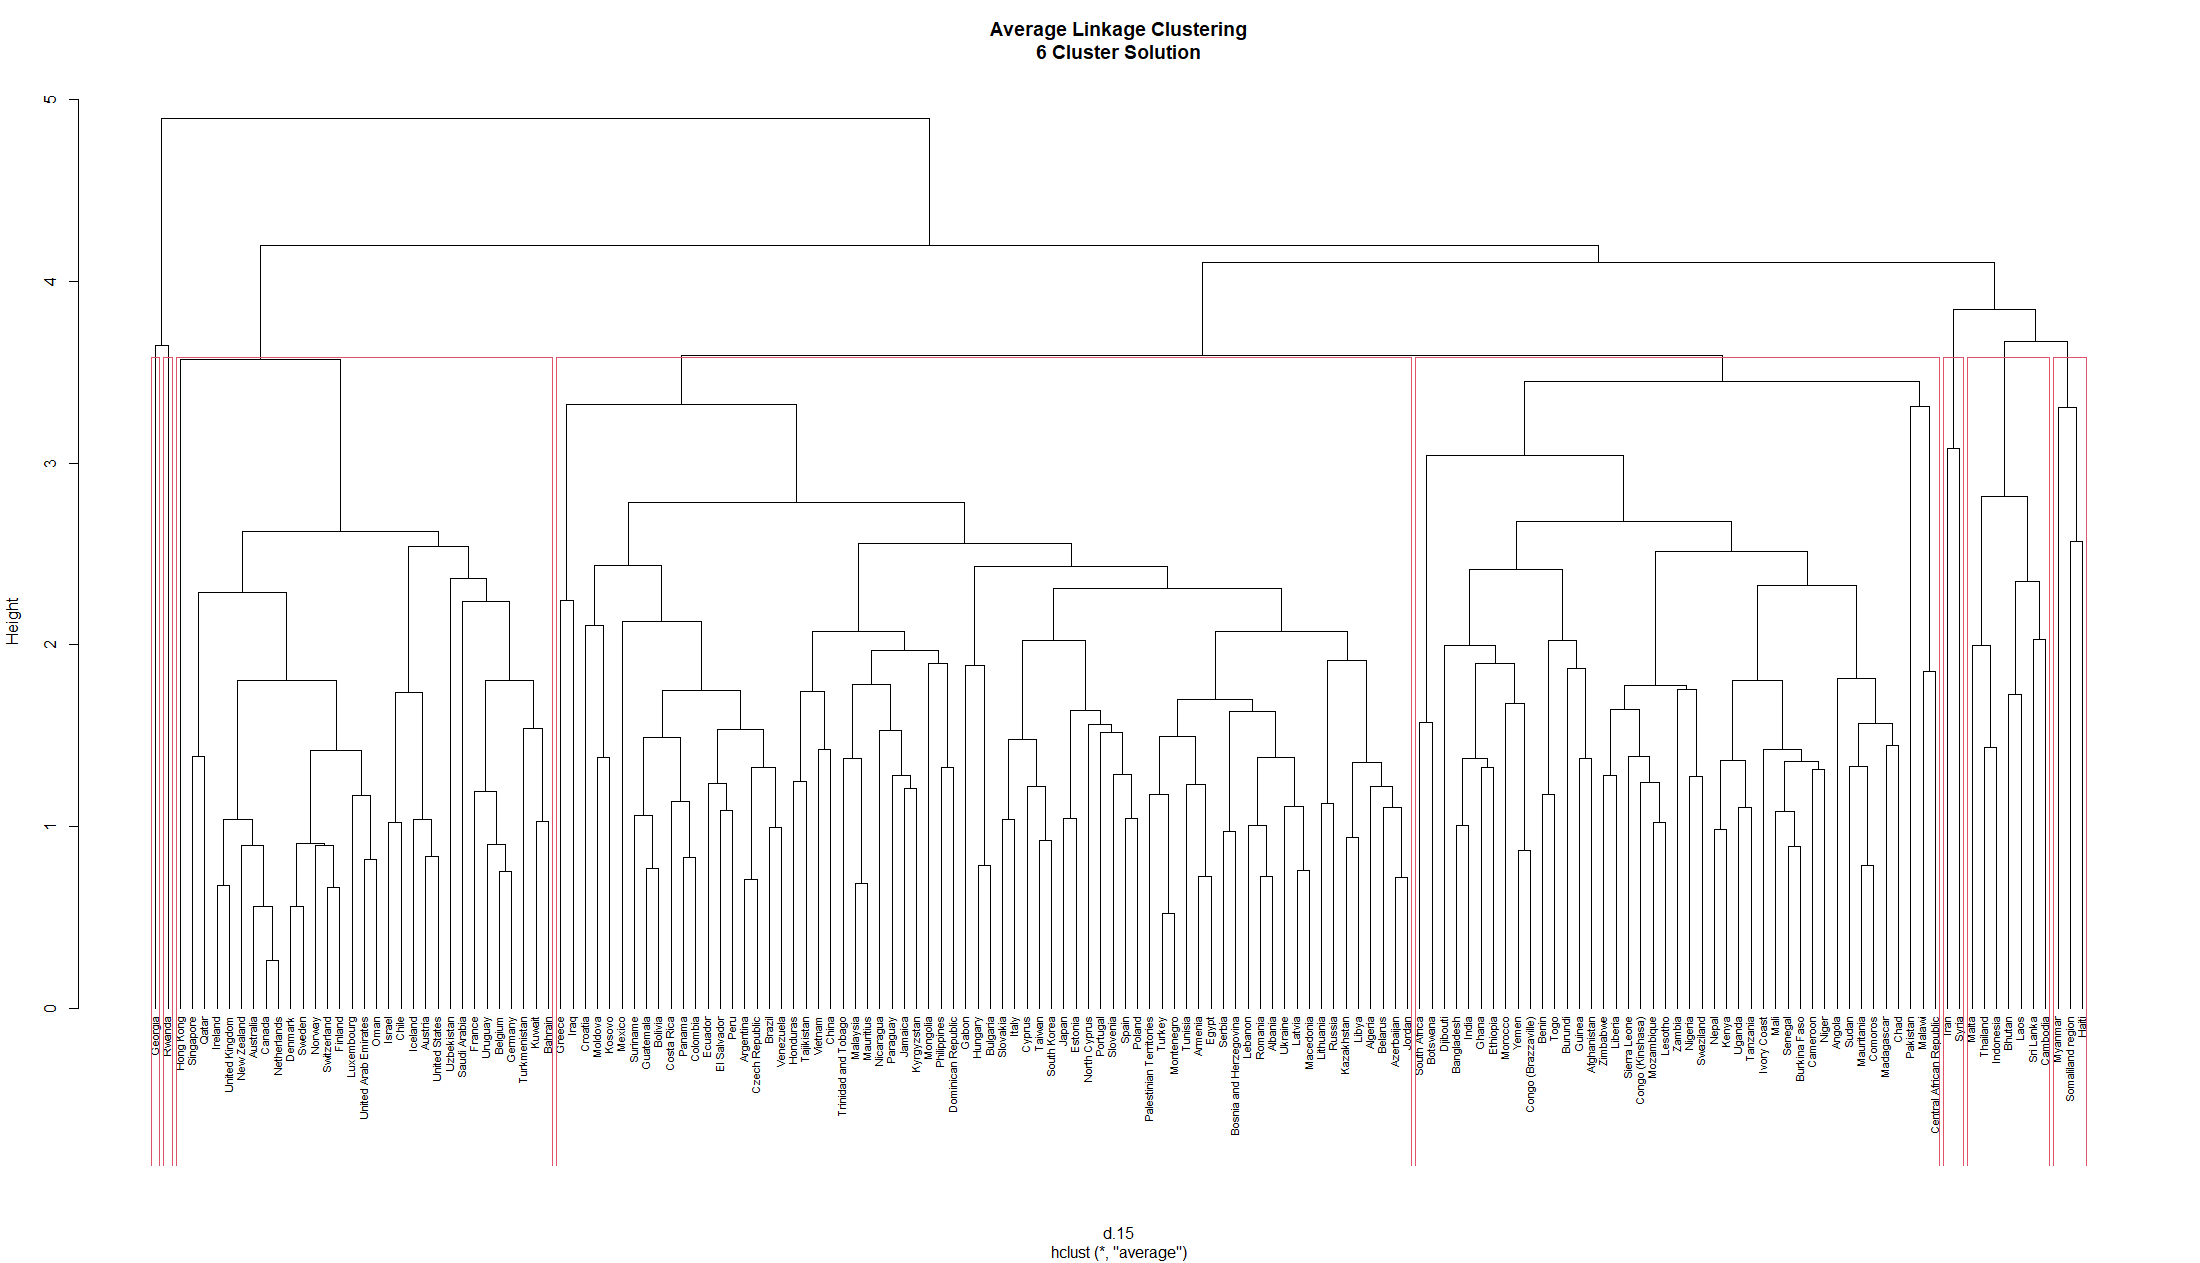 Average Linkage Clustering
6 Cluster Solution
5
4
3
2
1
0
Height
Georgia
Rwanda
Hong Kong
Singapore
Qatar
Ireland
United Kingdom
New Zealand
Australia
Canada
Netherlands
Denmark
Sweden
Norway
Switzerland
Finland
Luxembourg
United Arab Emirates
Oman
Israel
Chile
Iceland
Austria
United States
Uzbekistan
Saudi Arabia
France
Uruguay
Belgium
Germany
Turkmenistan
Kuwait
Bahrain
Greece
Iraq
Croatia
Moldova
Kosovo
Mexico
Suriname
Guatemala
Bolivia
Costa Rica
Panama
Colombia
Ecuador
El Salvador
Peru
Argentina
Czech Republic
Brazil
Venezuela
Honduras
Tajikistan
Vietnam
China
Trinidad and Tobago
Malaysia
Mauritius
Nicaragua
Paraguay
Jamaica
Kyrgyzstan
Mongolia
Philippines
Dominican Republic
Gabon
Hungary
Bulgaria
Slovakia
Italy
Cyprus
Taiwan
South Korea
Japan
Estonia
North Cyprus
Portugal
Slovenia
Spain
Poland
Palestinian Territories
Turkey
Montenegro
Tunisia
Armenia
Egypt
Serbia
Bosnia and Herzegovina
Lebanon
Romania
Albania
Ukraine
Latvia
Macedonia
Lithuania
Russia
Kazakhstan
Libya
Algeria
Belarus
Azerbaijan
Jordan
South Africa
Botswana
Djibouti
Bangladesh
India
Ghana
Ethiopia
Morocco
Yemen
Congo (Brazzaville)
Benin
Togo
Burundi
Guinea
Afghanistan
Zimbabwe
Liberia
Sierra Leone
Congo (Kinshasa)
Mozambique
Lesotho
Zambia
Nigeria
Swaziland
Nepal
Kenya
Uganda
Tanzania
Ivory Coast
Mali
Senegal
Burkina Faso
Cameroon
Niger
Angola
Sudan
Mauritania
Comoros
Madagascar
Chad
Pakistan
Malawi
Central African Republic
Iran
Syria
Malta
Thailand
Indonesia
Bhutan
Laos
Sri Lanka
Cambodia
Myanmar
Somaliland region
Haiti
d.15
hclust (*, "average")